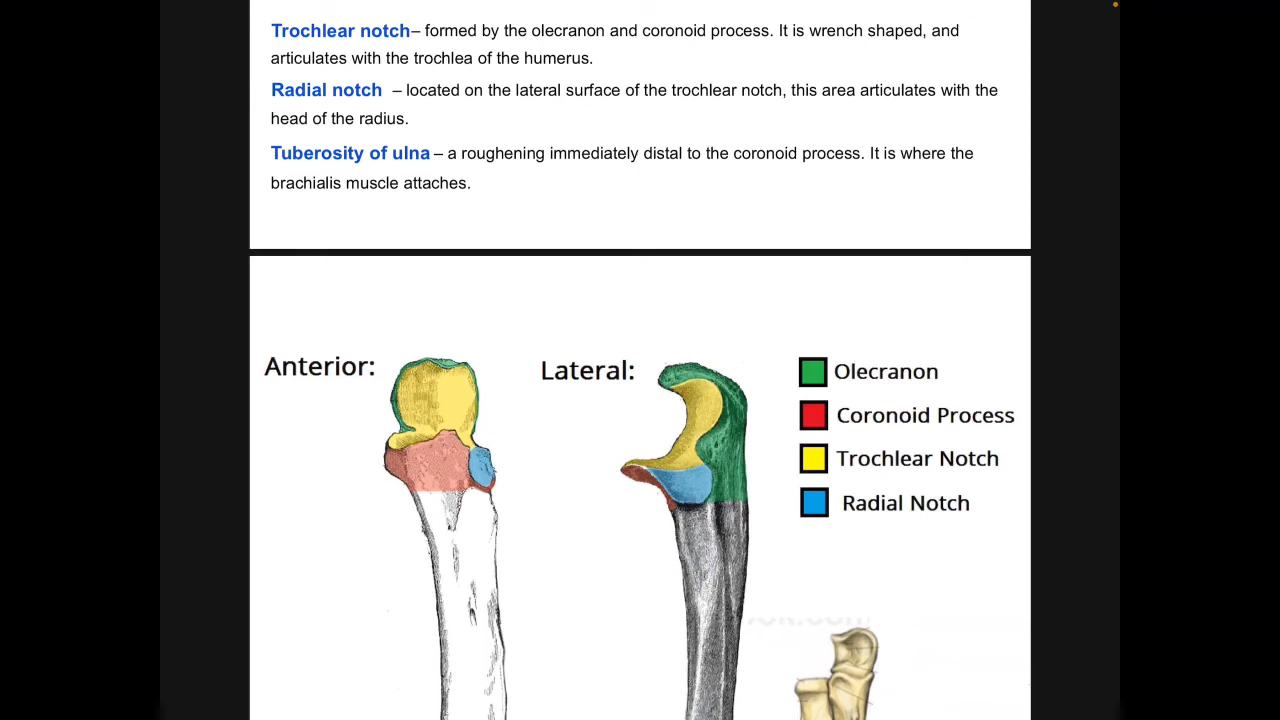 Trochlear notch– formed by the olecranon and coronoid process. It is wrench shaped, and
articulates with the trochlea of the humerus.
Radial notch – located on the lateral surface of the trochlear notch, this area articulates with the
head of the radius.
Tuberosity of ulna – a roughening immediately distal to the coronoid process. It is where the
brachialis muscle attaches.
Anterior:
Lateral:
Olecranon
Coronoid Process
Trochlear Notch
Radial Notch